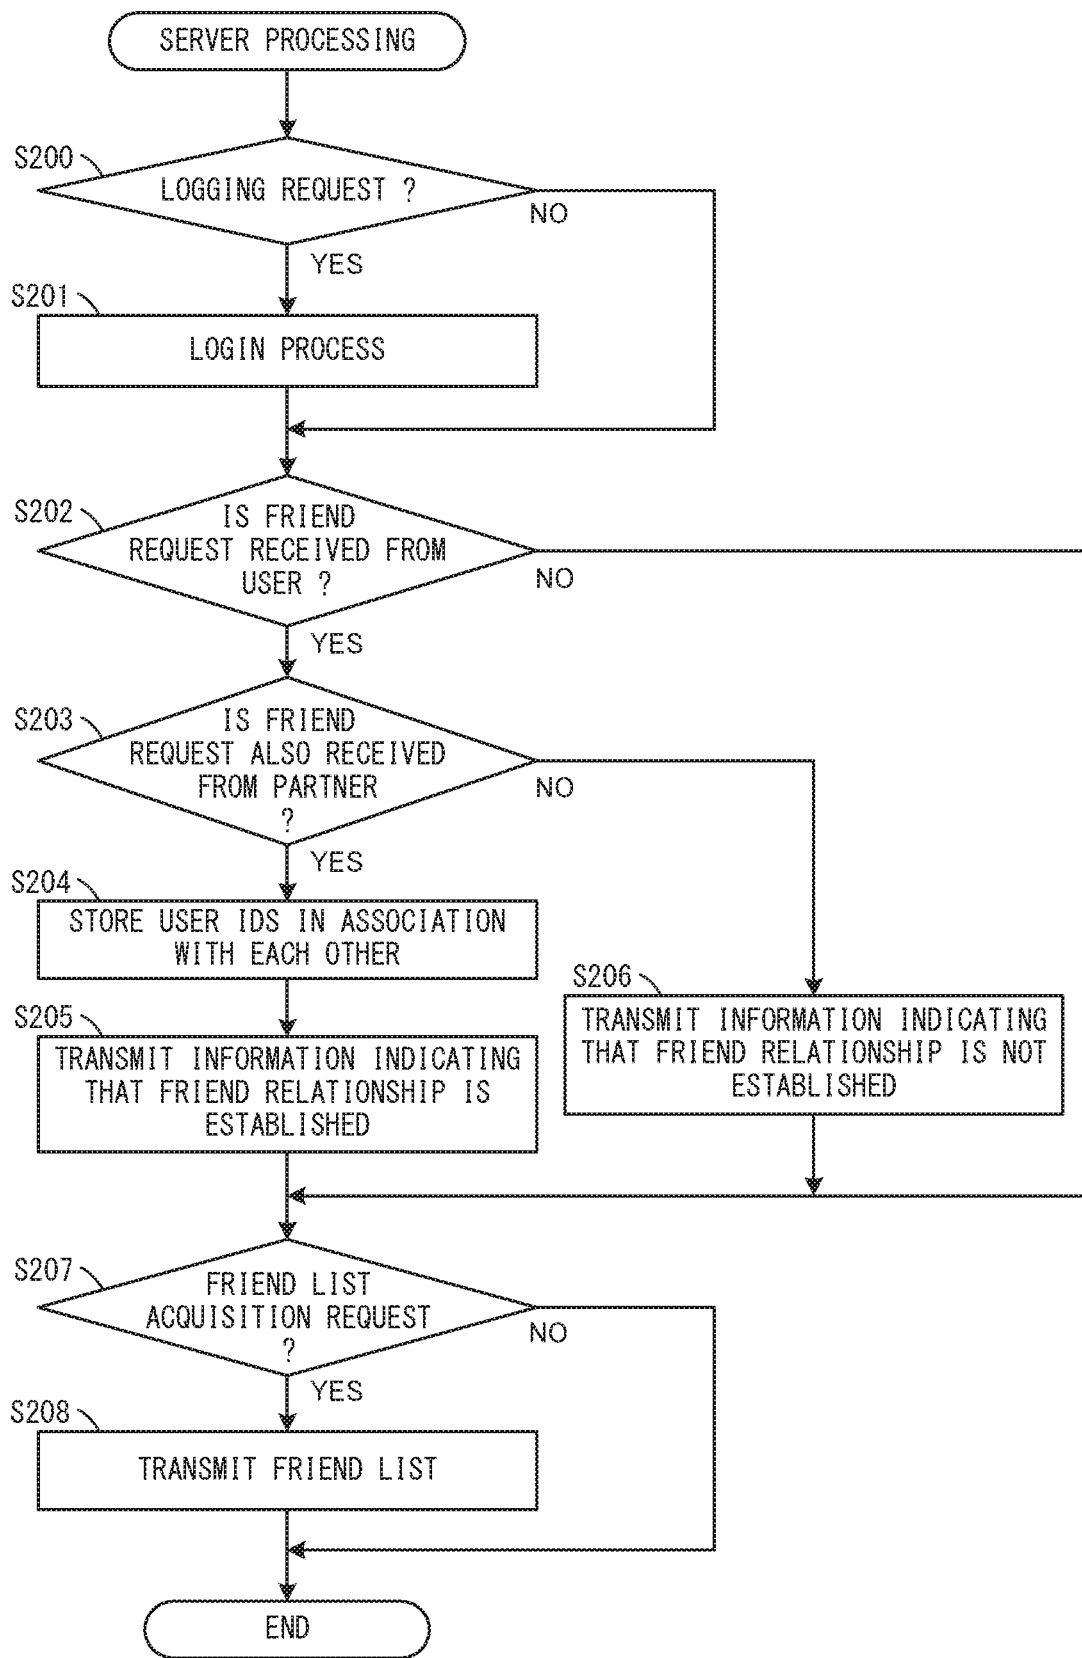 SERVER PROCESSING
S200
LOGGING REQUEST ?
NO
YES
S201
LOGIN PROCESS
S202
IS FRIEND
REQUEST RECEIVED FROM
USER ?
NO
YES
S203
IS FRIEND
REQUEST ALSO RECEIVED
FROM PARTNER
?
NO
YES
S204
STORE USER IDS IN ASSOCIATION
WITH EACH OTHER
S205
TRANSMIT INFORMATION INDICATING
THAT FRIEND RELATIONSHIP IS
ESTABLISHED
S206
TRANSMIT INFORMATION INDICATING
THAT FRIEND RELATIONSHIP IS NOT
ESTABLISHED
S207
FRIEND LIST
ACQUISITION REQUEST
?
NO
YES
S208
TRANSMIT FRIEND LIST
END